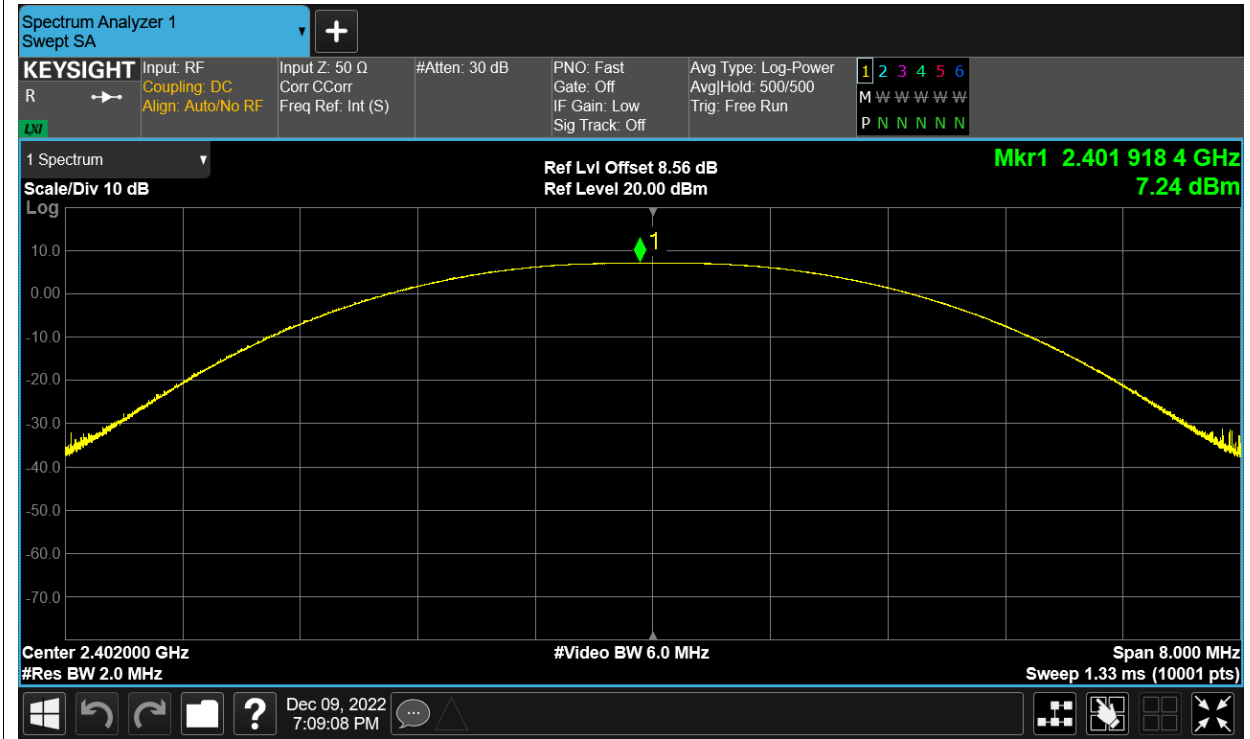 Spectrum Analyzer 1
Swept SA
KEYSIGHT
R
LXI
Input: RF
Coupling: DC
Align: Auto/No RF
Input Z: 50 Ω
Corr CCorr
Freq Ref: Int (S)
#Atten: 30 dB
PNO: Fast
Gate: Off
IF Gain: Low
Sig Track: Off
Avg Type: Log-Power
Avg|Hold: 500/500
Trig: Free Run
1 2 3 4 5 6
M W W W W W
P N N N N N
1 Spectrum
Scale/Div 10 dB
Log
Ref Lvl Offset 8.56 dB
Ref Level 20.00 dBm
Mkr1 2.401 918 4 GHz
7.24 dBm
1
10.0
0.00
-10.0
-20.0
-30.0
-40.0
-50.0
-60.0
-70.0
Center 2.402000 GHz
#Res BW 2.0 MHz
#Video BW 6.0 MHz
Span 8.000 MHz
Sweep 1.33 ms (10001 pts)
?
Dec 09, 2022
7:09:08 PM